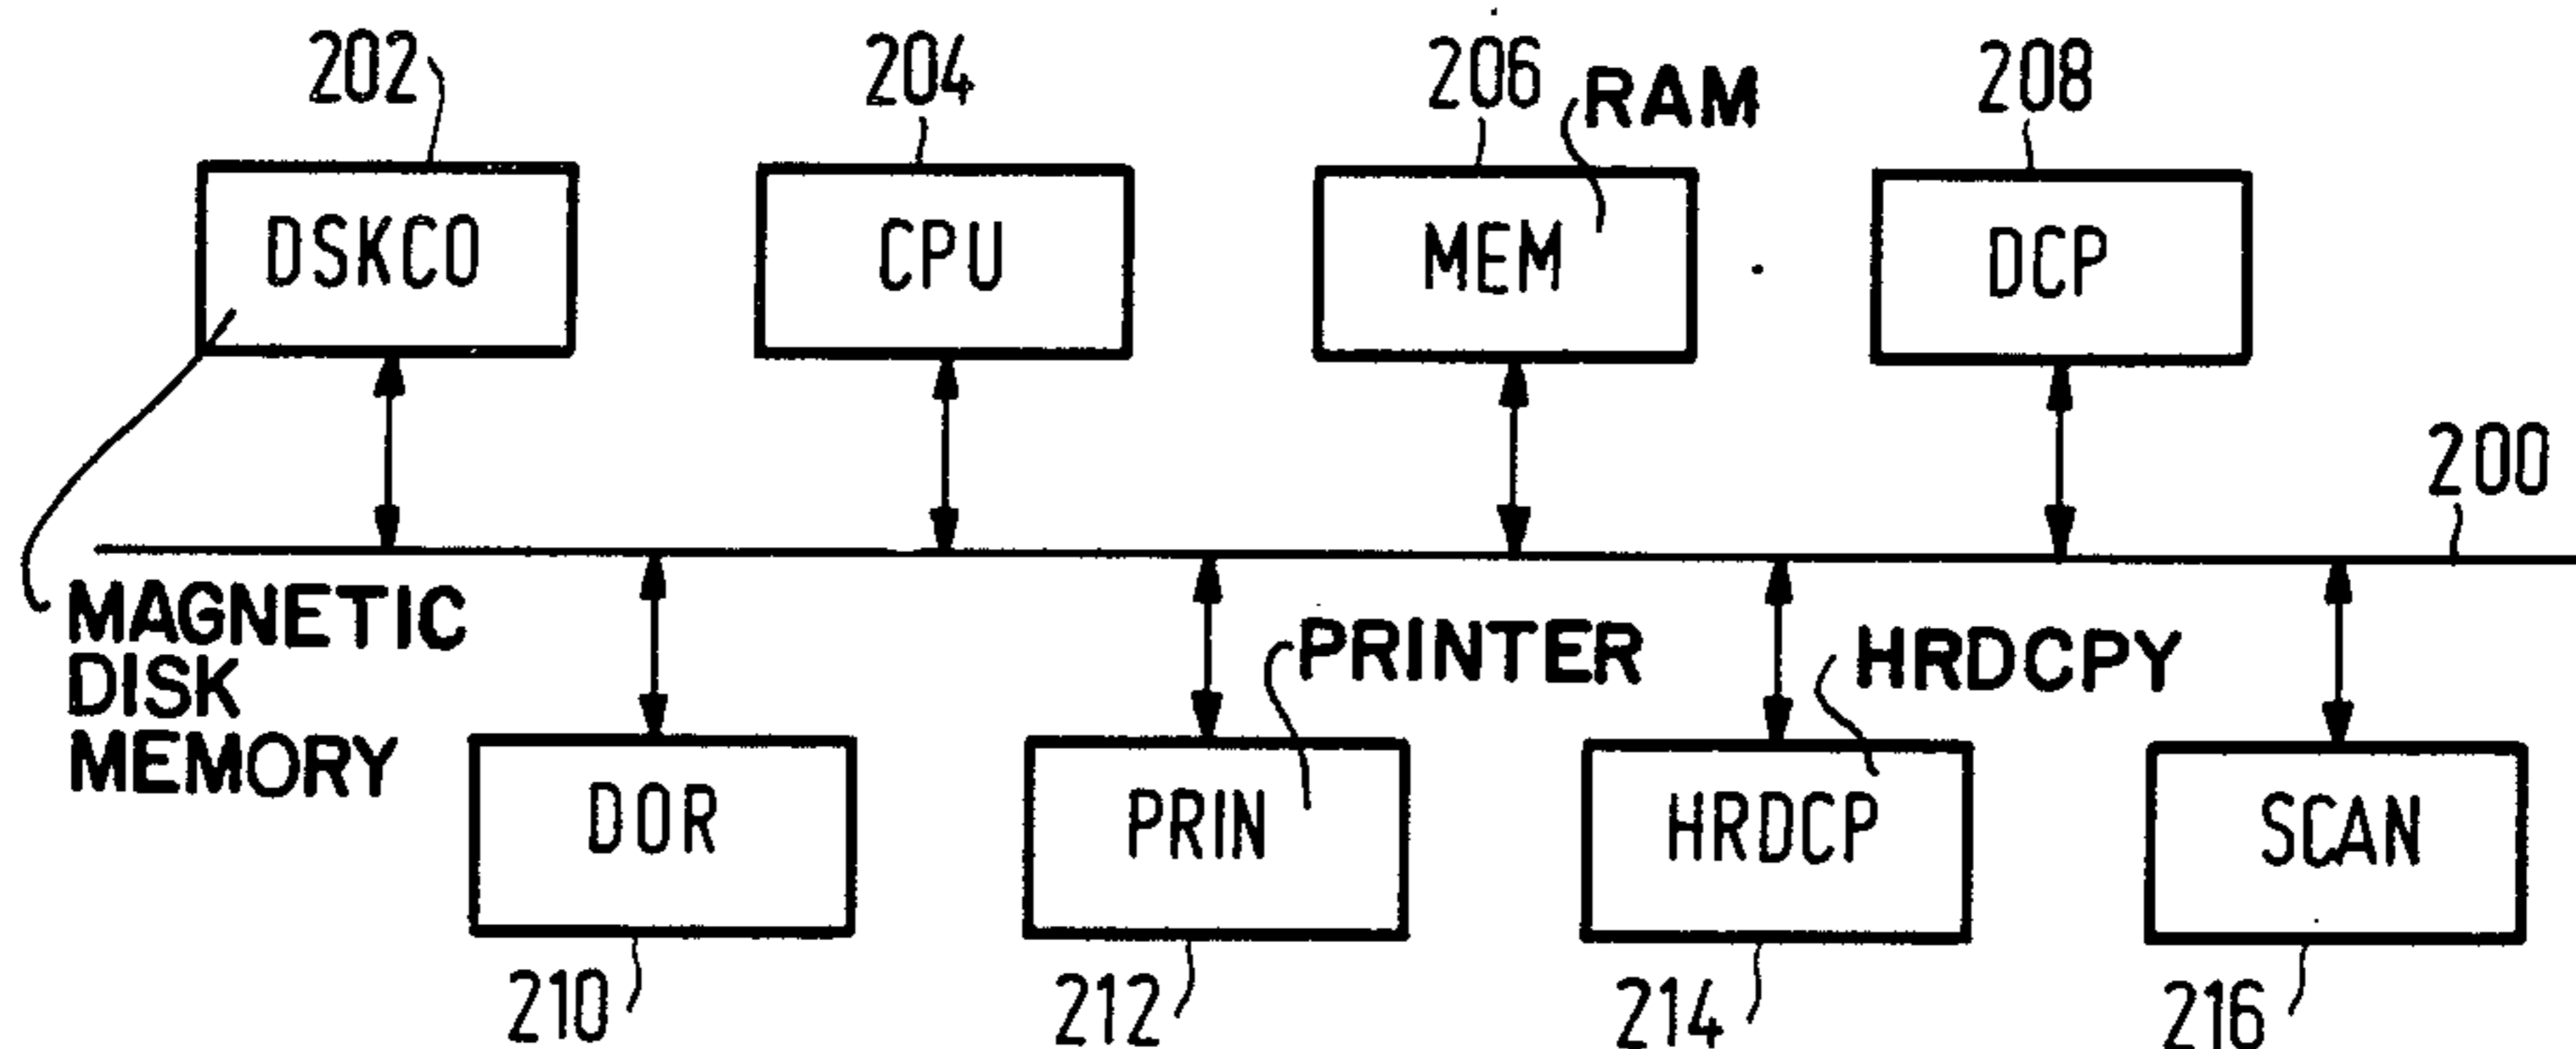 202
204
206
RAM
208
DSKCO
CPU
MEM
DCP
200
MAGNETIC
DISK
MEMORY
PRINTER
HRDCPY
DOR
PRIN
HRDCP
SCAN
210
212
214
216